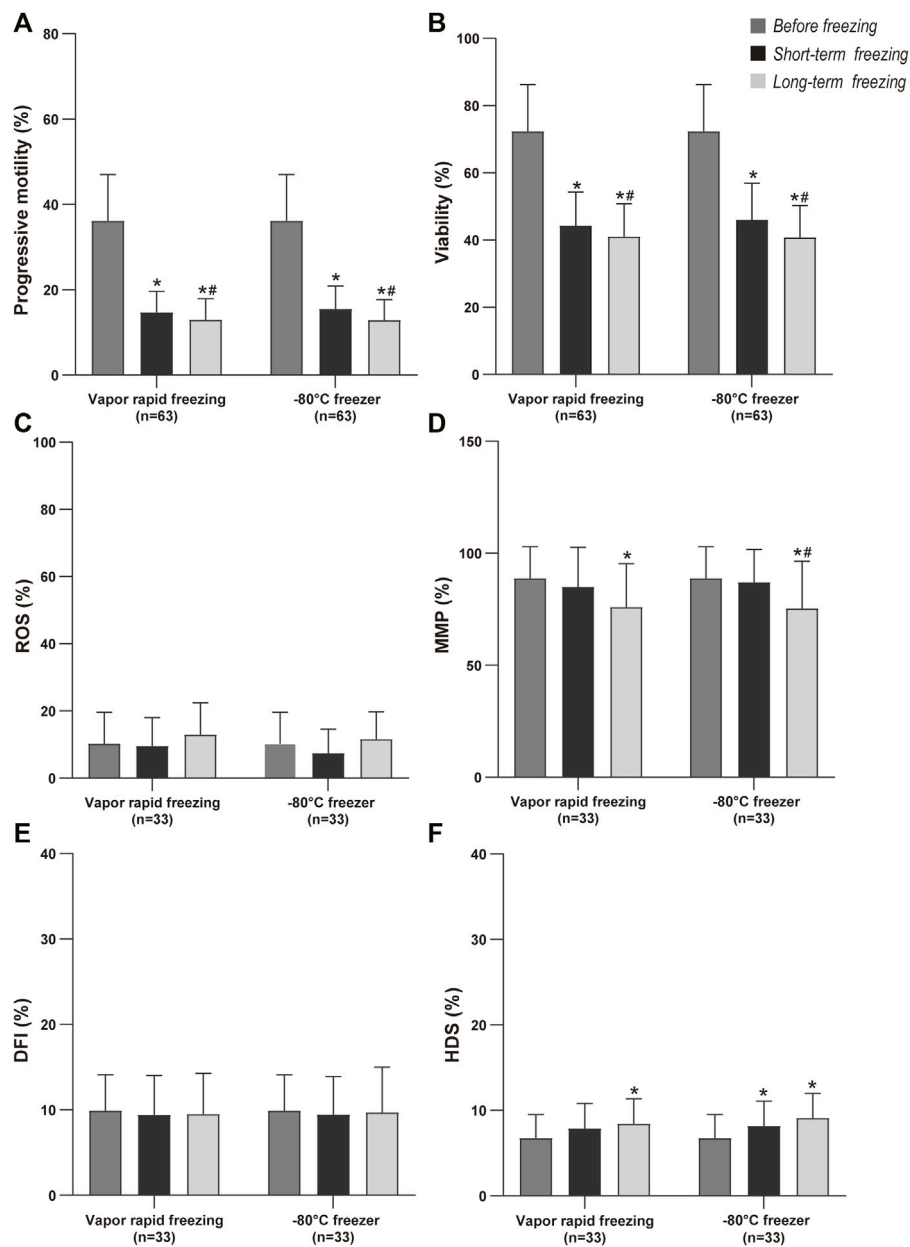 A
80
60
40
20
0
Progressive motility (%)
*
*#
*
*#
Vapor rapid freezing
(n=63)
-80°C freezer
(n=63)
B
100
80
60
40
20
0
Viability (%)
*
*#
*
*#
Vapor rapid freezing
(n=63)
-80°C freezer
(n=63)
Before freezing
Short-term freezing
Long-term freezing
C
100
80
60
40
20
0
ROS (%)
Vapor rapid freezing
(n=33)
-80°C freezer
(n=33)
D
150
100
50
0
MMP (%)
*
*#
Vapor rapid freezing
(n=33)
-80°C freezer
(n=33)
E
40
30
20
10
0
DFI (%)
Vapor rapid freezing
(n=33)
-80°C freezer
(n=33)
F
40
30
20
10
0
HDS (%)
*
*
*
Vapor rapid freezing
(n=33)
-80°C freezer
(n=33)